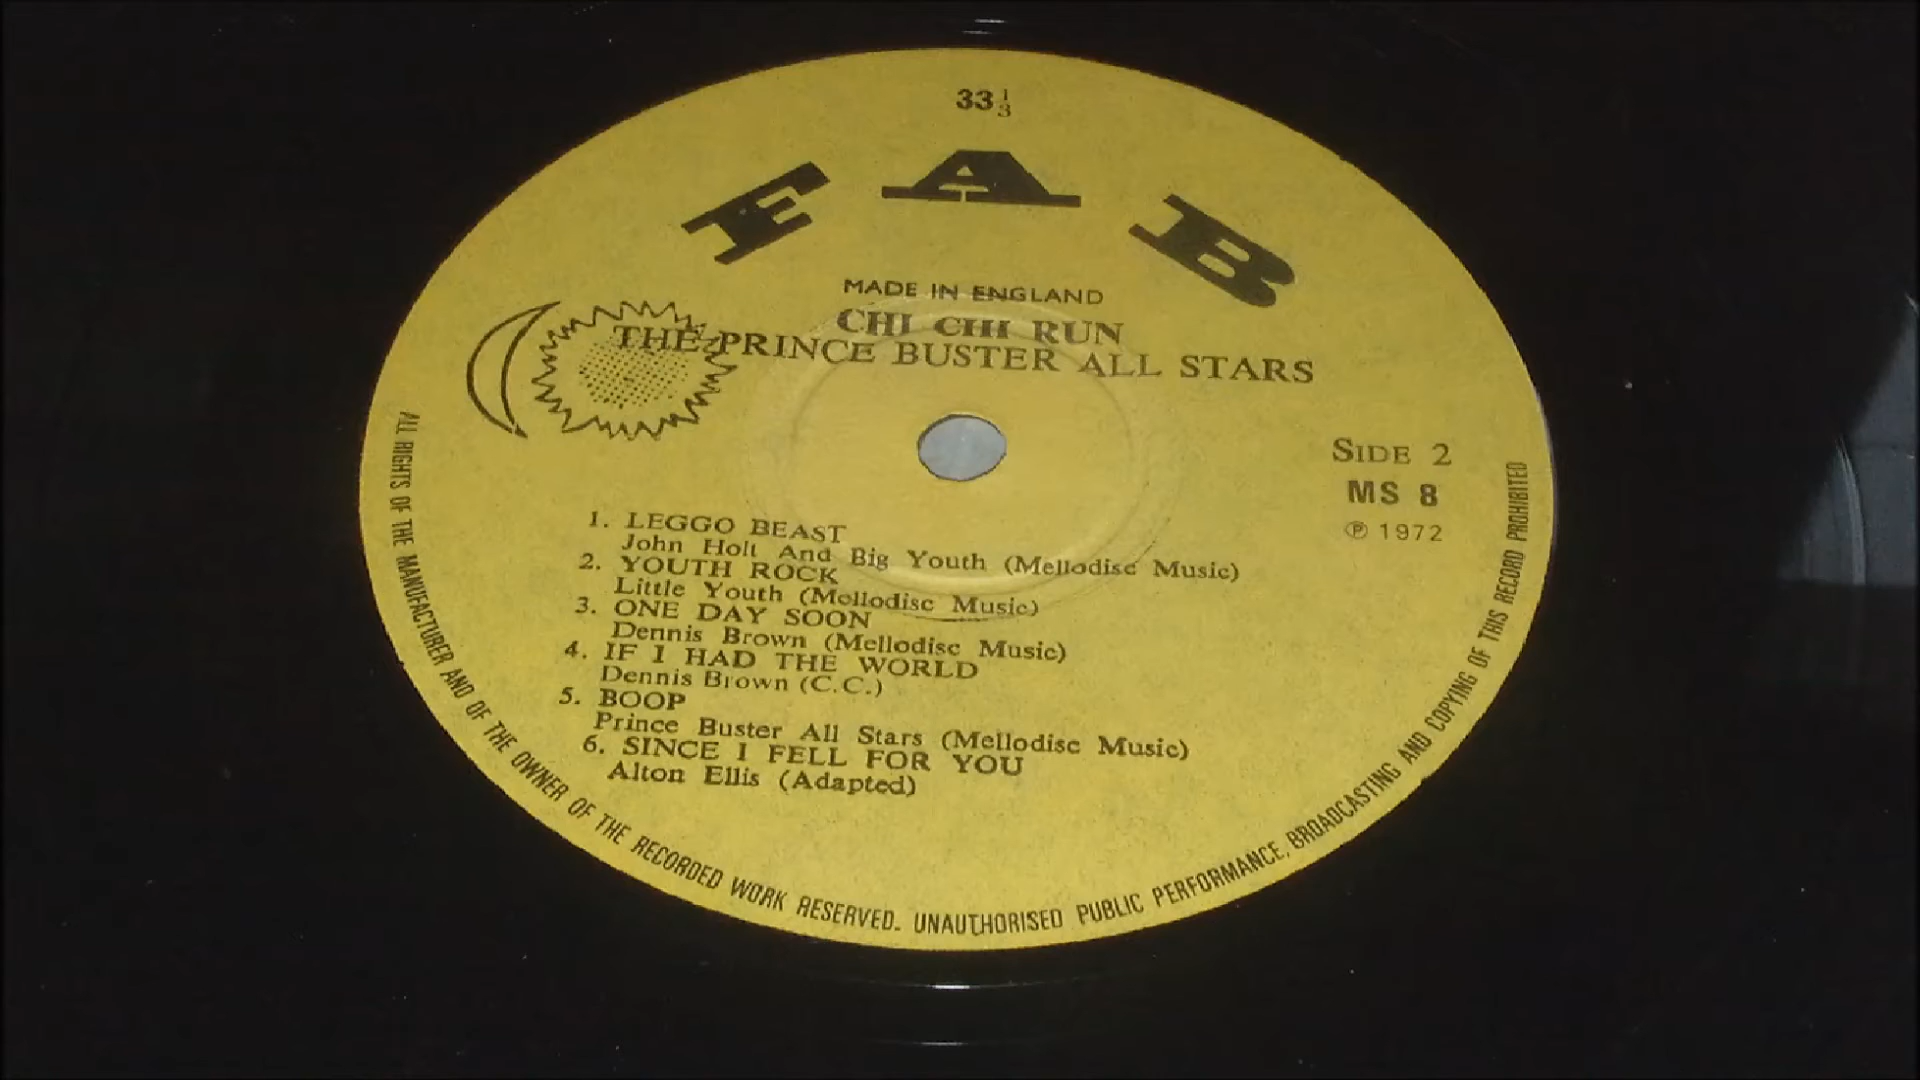 33 1/3
FAB
MADE IN ENGLAND
CHI CHI RUN
THE PRINCE BUSTER ALL STARS
SIDE 2
MS 8
℗ 1972
1. LEGGO BEAST
John Holt And Big Youth (Mellodisc Music)
2. YOUTH ROCK
Little Youth (Mellodisc Music)
3. ONE DAY SOON
Dennis Brown (Mellodisc Music)
4. IF I HAD THE WORLD
Dennis Brown (C.C.)
5. BOOP
Prince Buster All Stars (Mellodisc Music)
6. SINCE I FELL FOR YOU
Alton Ellis (Adapted)
ALL RIGHTS OF THE MANUFACTURER AND OF THE OWNER OF THE RECORDED WORK RESERVED. UNAUTHORISED PUBLIC PERFORMANCE, BROADCASTING AND COPYING OF THIS RECORD PROHIBITED